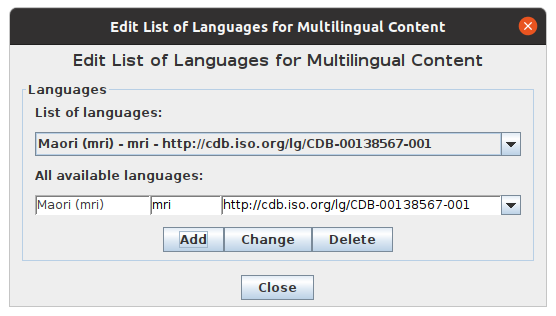 Edit List of Languages for Multilingual Content
Edit List of Languages for Multilingual Content
Languages
List of languages:
Maori (mri) - mri - http://cdb.iso.org/lg/CDB-00138567-001
All available languages:
Maori (mri) mri http://cdb.iso.org/lg/CDB-00138567-001
Add Change Delete
Close